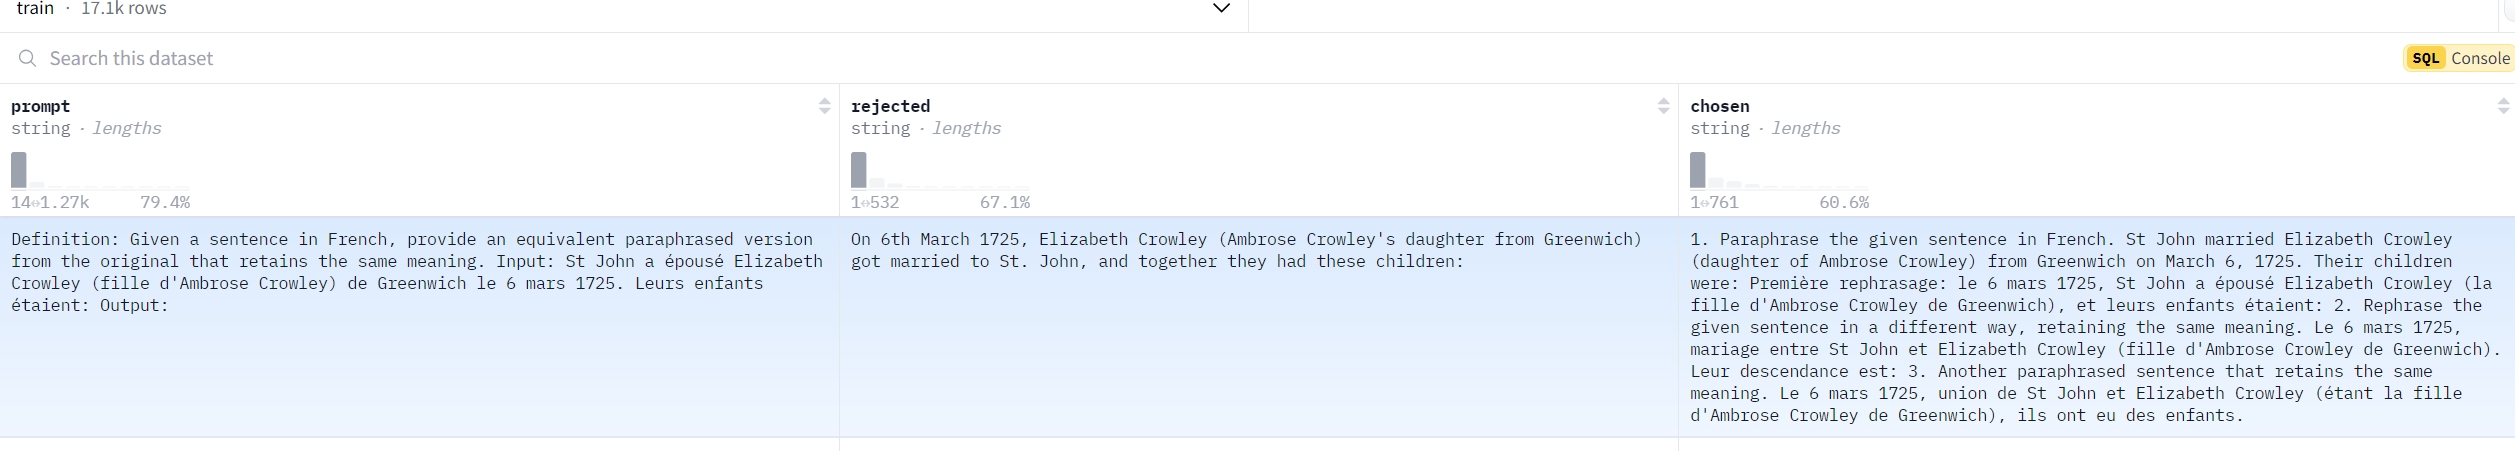 train · 17.1k rows
Search this dataset
SQL Console
prompt
string · lengths
14↔1.27k 79.4%
rejected
string · lengths
1↔532 67.1%
chosen
string · lengths
1↔761 60.6%
Definition: Given a sentence in French, provide an equivalent paraphrased version
from the original that retains the same meaning. Input: St John a épousé Elizabeth
Crowley (fille d'Ambrose Crowley) de Greenwich le 6 mars 1725. Leurs enfants
étaient: Output:
On 6th March 1725, Elizabeth Crowley (Ambrose Crowley's daughter from Greenwich)
got married to St. John, and together they had these children:
1. Paraphrase the given sentence in French. St John married Elizabeth Crowley
(daughter of Ambrose Crowley) from Greenwich on March 6, 1725. Their children
were: Première rephrasage: le 6 mars 1725, St John a épousé Elizabeth Crowley (la
fille d'Ambrose Crowley de Greenwich), et leurs enfants étaient: 2. Rephrase the
given sentence in a different way, retaining the same meaning. Le 6 mars 1725,
mariage entre St John et Elizabeth Crowley (fille d'Ambrose Crowley de Greenwich).
Leur descendance est: 3. Another paraphrased sentence that retains the same
meaning. Le 6 mars 1725, union de St John et Elizabeth Crowley (étant la fille
d'Ambrose Crowley de Greenwich), ils ont eu des enfants.